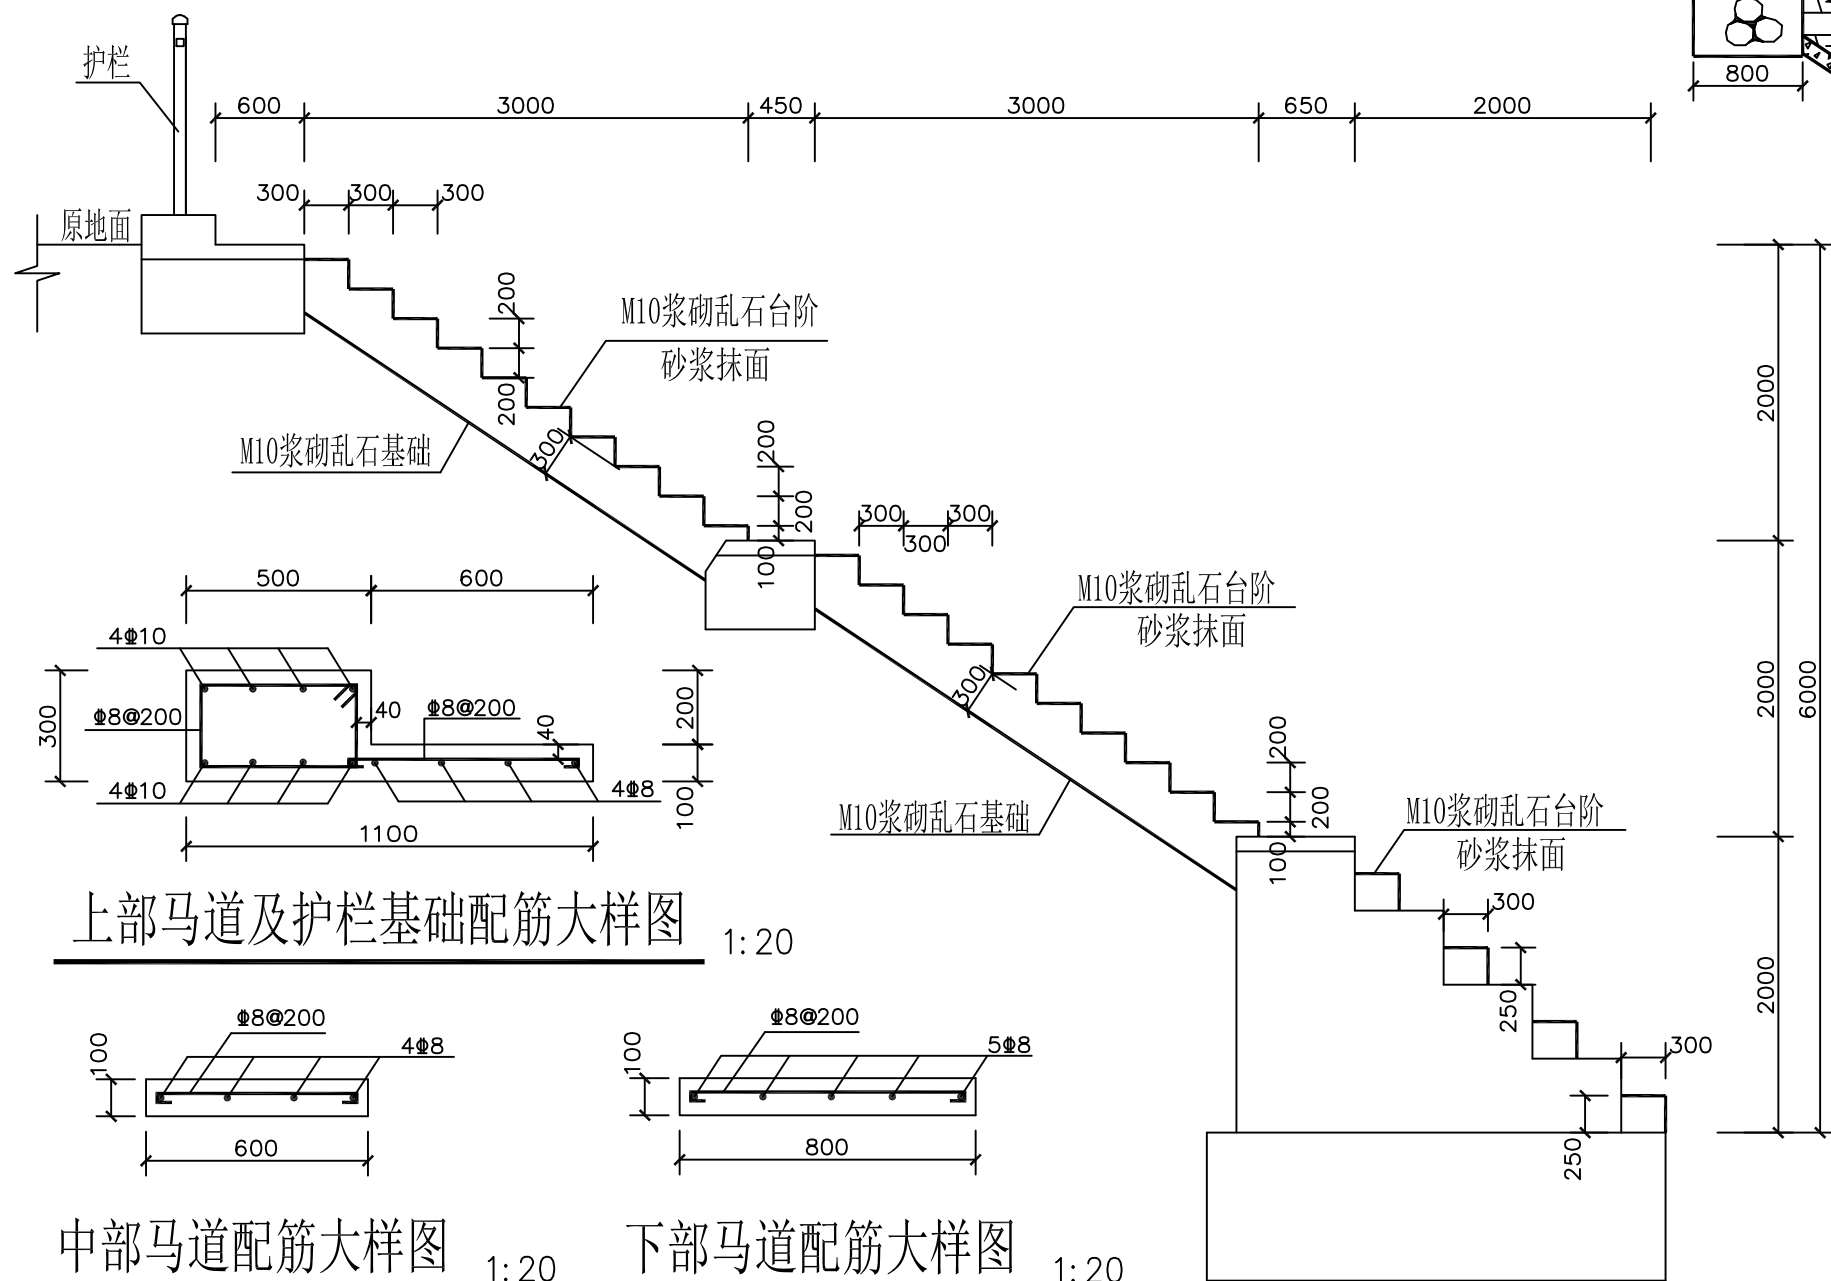 护栏
800
600 3000 450 3000 650 2000
300 300 300
原地面
200
200
M10浆砌乱石台阶
砂浆抹面
M10浆砌乱石基础
300
200
200
100
300 300
300
M10浆砌乱石台阶
砂浆抹面
300
M10浆砌乱石基础
200
200
100
M10浆砌乱石台阶
砂浆抹面
300
250
300
250
2000
2000
2000
6000
500 600
4Φ10
Φ8@200
4Φ10
300
40
Φ8@200
40
4Φ8
200
100
1100
上部马道及护栏基础配筋大样图 1:20
Φ8@200
4Φ8
100
600
中部马道配筋大样图 1:20
Φ8@200
5Φ8
100
800
下部马道配筋大样图 1:20